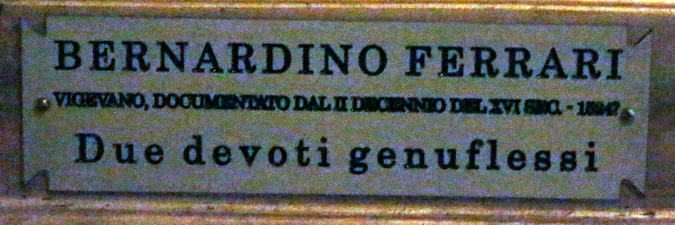 BERNARDINO FERRARI
VIGEVANO, DOCUMENTATO DAL II DECENNIO DEL XVI SEC. -
Due devoti genuflessi